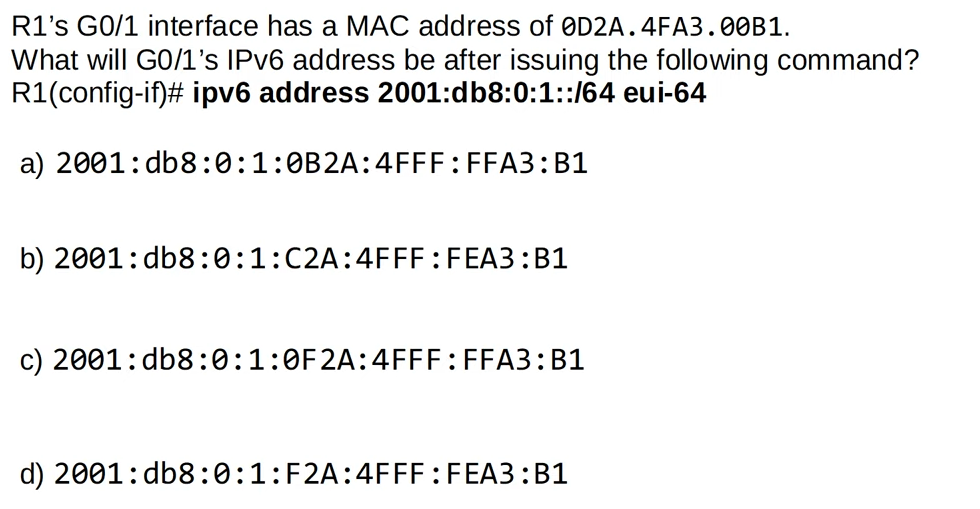 R1’s G0/1 interface has a MAC address of 0D2A.4FA3.00B1.
What will G0/1’s IPv6 address be after issuing the following command?
R1(config-if)# ipv6 address 2001:db8:0:1::/64 eui-64
a) 2001:db8:0:1:0B2A:4FFF:FFA3:B1
b) 2001:db8:0:1:C2A:4FFF:FEA3:B1
c) 2001:db8:0:1:0F2A:4FFF:FFA3:B1
d) 2001:db8:0:1:F2A:4FFF:FEA3:B1